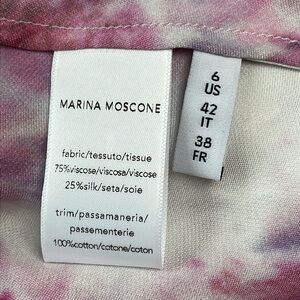 MARINA MOSCONE
fabric/tessuto/tissue
75%viscose/viscosa/viscose
25%silk/seta/soie
trim/passamaneria/
passementerie
100%cotton/cotone/coton
6
US
42
IT
38
FR